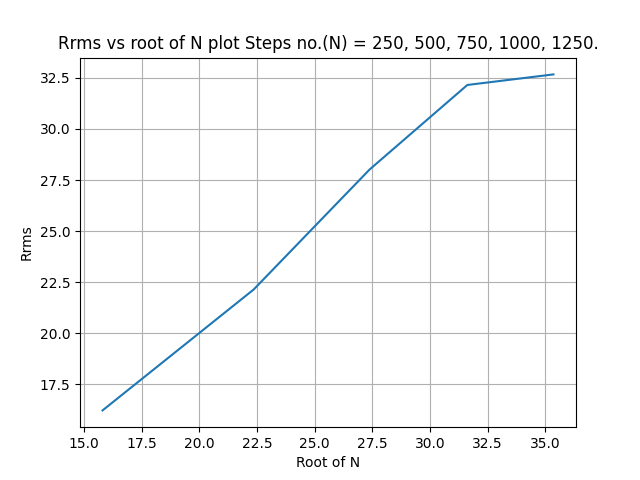 Rrms vs root of N plot Steps no.(N) = 250, 500, 750, 1000, 1250.
32.5
30.0
27.5
25.0
22.5
20.0
17.5
Rrms
15.0 17.5 20.0 22.5 25.0 27.5 30.0 32.5 35.0
Root of N